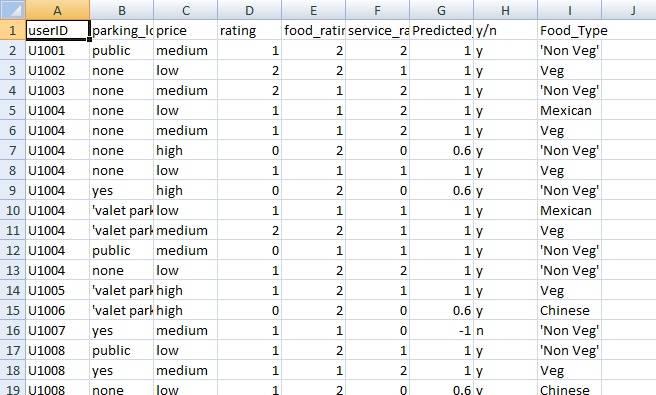 A B C D E F G H I J
1 userID parking_lo price rating food_ratin service_ra Predicted_ y/n Food_Type
2 U1001 public medium 1 2 2 1 y 'Non Veg'
3 U1002 none low 2 2 1 1 y Veg
4 U1003 none medium 2 1 2 1 y 'Non Veg'
5 U1004 none low 1 1 2 1 y Mexican
6 U1004 none medium 1 1 2 1 y Veg
7 U1004 none high 0 2 0 0.6 y 'Non Veg'
8 U1004 none low 1 1 1 1 y Veg
9 U1004 yes high 0 2 0 0.6 y 'Non Veg'
10 U1004 'valet park low 1 1 1 1 y Mexican
11 U1004 'valet park medium 2 2 1 1 y Veg
12 U1004 public medium 0 1 1 1 y 'Non Veg'
13 U1004 none low 1 2 2 1 y 'Non Veg'
14 U1005 'valet park high 1 2 1 1 y Veg
15 U1006 'valet park high 0 2 0 0.6 y Chinese
16 U1007 yes medium 1 1 0 -1 n 'Non Veg'
17 U1008 public low 1 2 1 1 y 'Non Veg'
18 U1008 yes medium 1 1 2 1 y Veg
19 U1008 none low 1 2 0 0.6 y Chinese